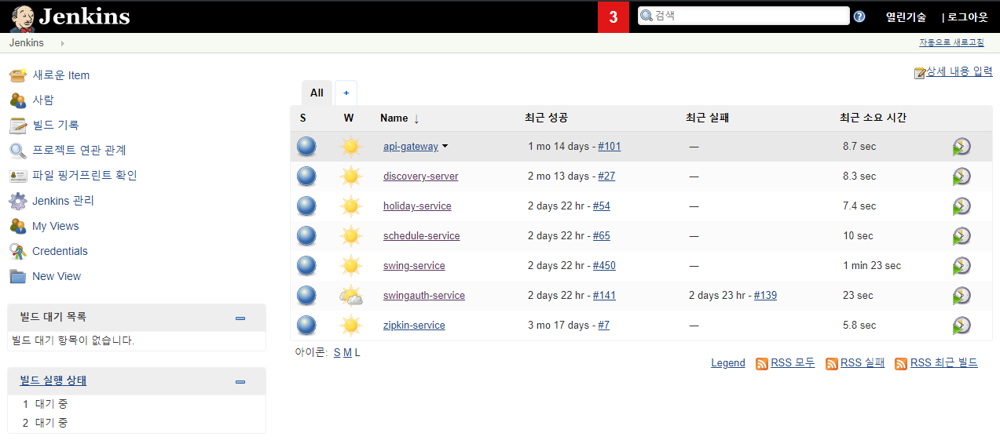 Jenkins
3
검색
열린기술
| 로그아웃
Jenkins
자동으로 새로고침
새로운 Item
사람
빌드 기록
프로젝트 연관 관계
파일 핑거프린트 확인
Jenkins 관리
My Views
Credentials
New View
빌드 대기 목록
빌드 대기 항목이 없습니다.
빌드 실행 상태
1 대기 중
2 대기 중
상세 내용 입력
All +
S W Name ↓ 최근 성공 최근 실패 최근 소요 시간
api-gateway 1 mo 14 days - #101 — 8.7 sec
discovery-server 2 mo 13 days - #27 — 8.3 sec
holiday-service 2 days 22 hr - #54 — 7.4 sec
schedule-service 2 days 22 hr - #65 — 10 sec
swing-service 2 days 22 hr - #450 — 1 min 23 sec
swingauth-service 2 days 22 hr - #141 2 days 23 hr - #139 23 sec
zipkin-service 3 mo 17 days - #7 — 5.8 sec
아이콘: S M L
Legend RSS 모두 RSS 실패 RSS 최근 빌드